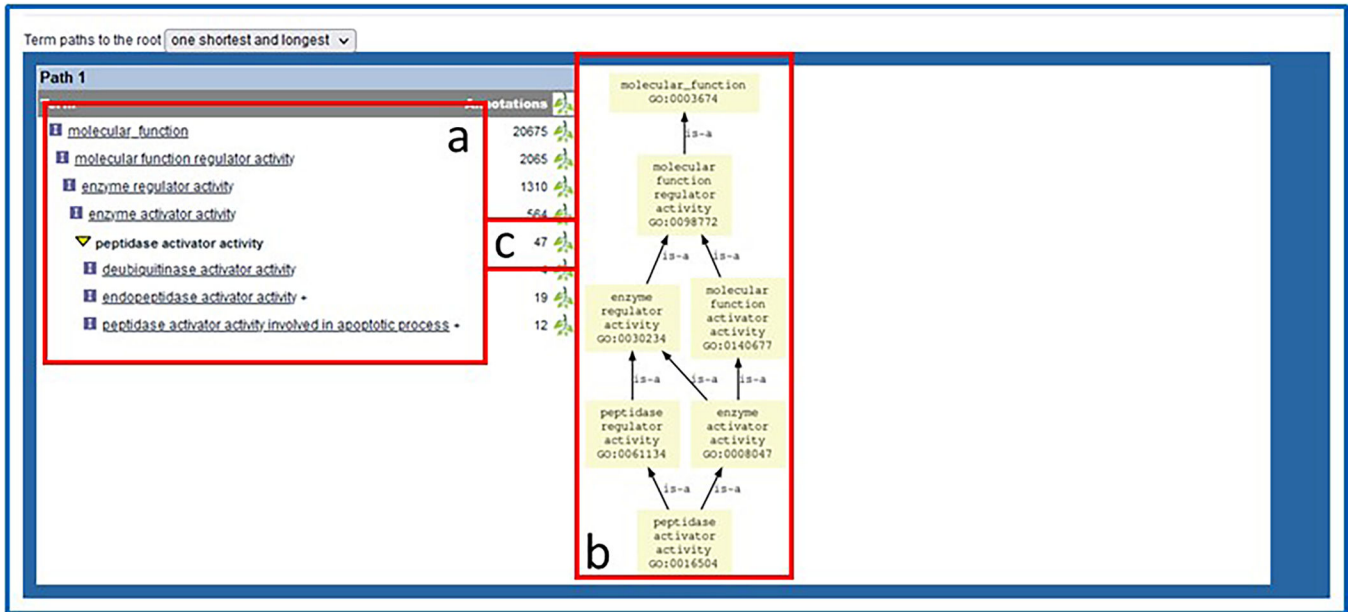 Term paths to the root one shortest and longest
Path 1
Term Annotations
a
molecular_function 20675
molecular function regulator activity 2065
enzyme regulator activity 1310
enzyme activator activity 564
c
peptidase activator activity 47
deubiquitinase activator activity
endopeptidase activator activity + 19
peptidase activator activity involved in apoptotic process + 12
b
molecular_function
GO:0003674
is-a
molecular
function
regulator
activity
GO:0098772
is-a is-a
enzyme
regulator
activity
GO:0030234
molecular
function
activator
activity
GO:0140677
is-a is-a
peptidase
regulator
activity
GO:0061134
enzyme
activator
activity
GO:0008047
is-a is-a
peptidase
activator
activity
GO:0016504